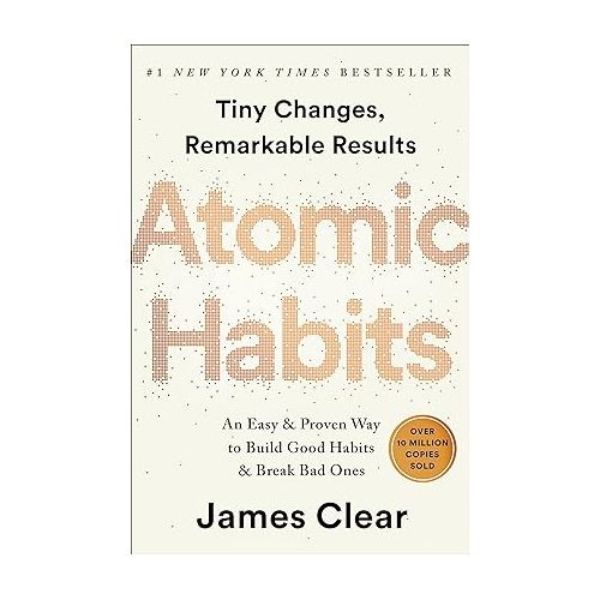 #1 NEW YORK TIMES BESTSELLER
Tiny Changes,
Remarkable Results
Atomic
Habits
An Easy & Proven Way
to Build Good Habits
& Break Bad Ones
OVER
10 MILLION
COPIES
SOLD
James Clear